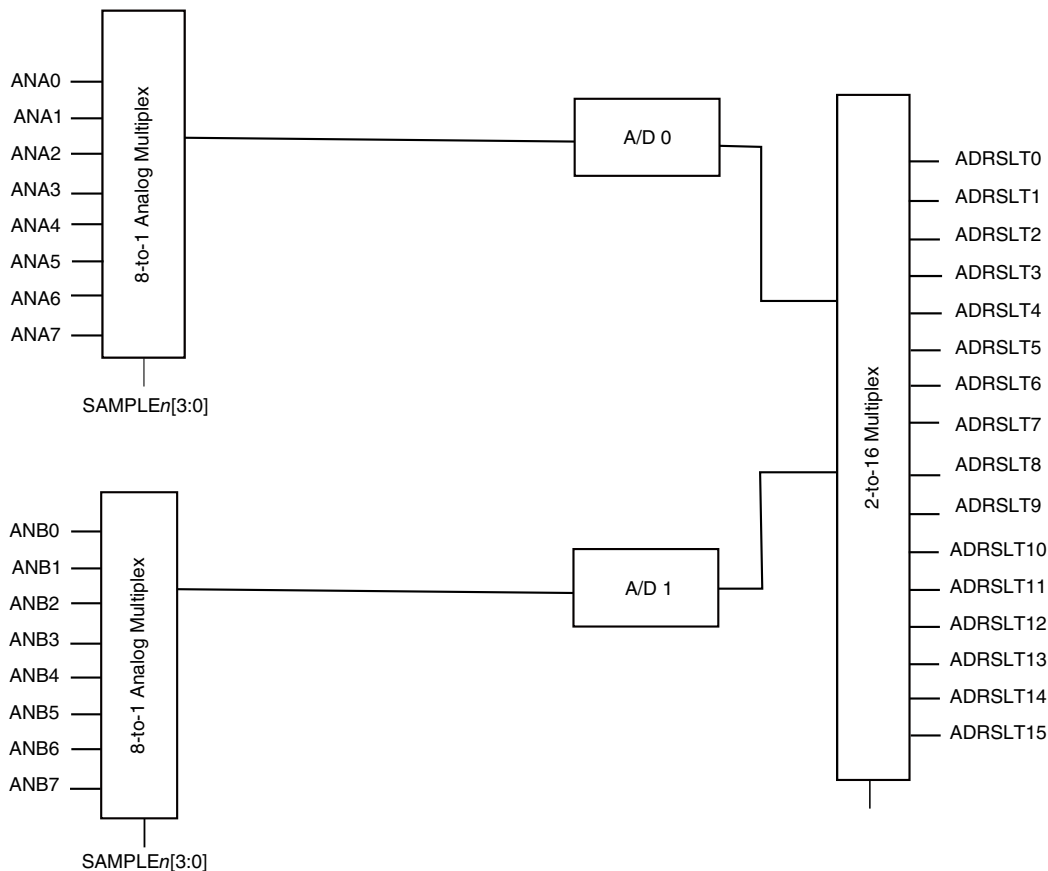 ANA0
ANA1
ANA2
ANA3
ANA4
ANA5
ANA6
ANA7
8-to-1 Analog Multiplex
SAMPLEn[3:0]
A/D 0
ANB0
ANB1
ANB2
ANB3
ANB4
ANB5
ANB6
ANB7
8-to-1 Analog Multiplex
SAMPLEn[3:0]
A/D 1
2-to-16 Multiplex
ADRSLT0
ADRSLT1
ADRSLT2
ADRSLT3
ADRSLT4
ADRSLT5
ADRSLT6
ADRSLT7
ADRSLT8
ADRSLT9
ADRSLT10
ADRSLT11
ADRSLT12
ADRSLT13
ADRSLT14
ADRSLT15